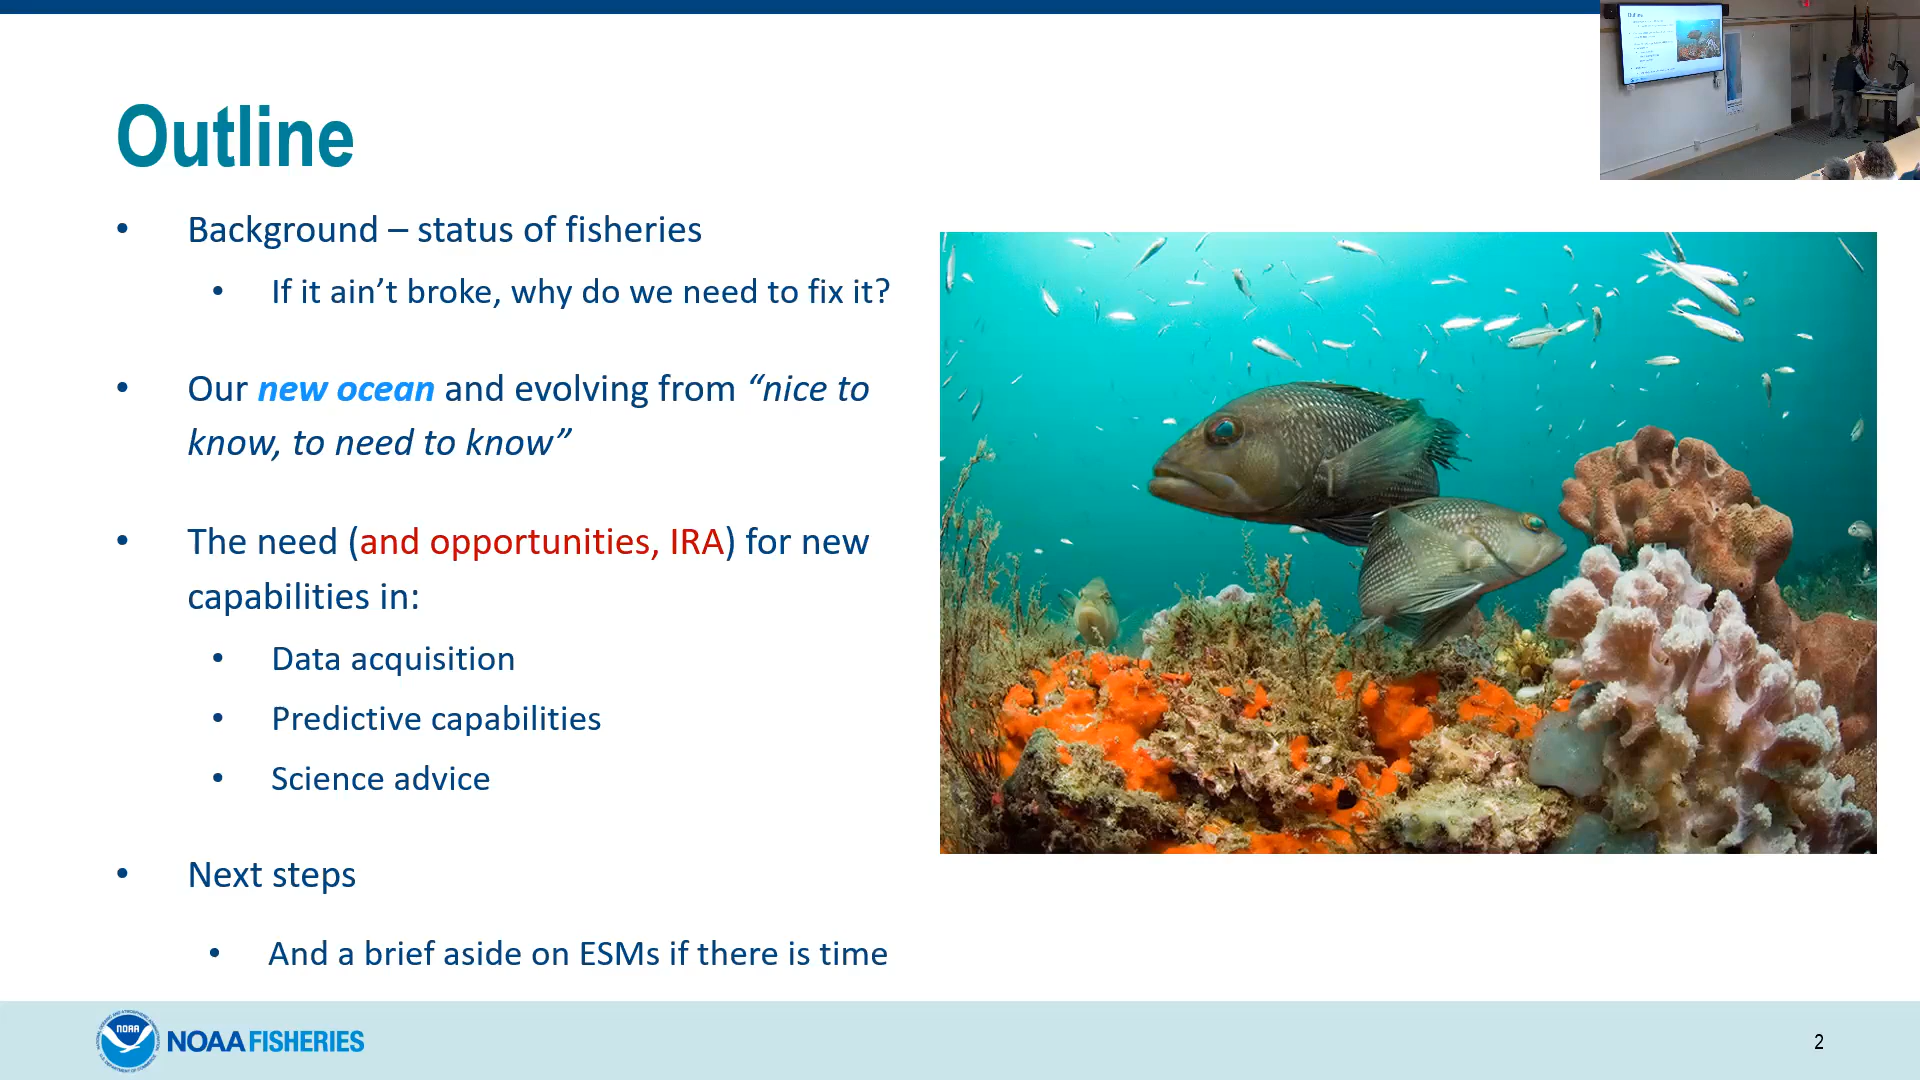 Outline
• Background – status of fisheries
• If it ain’t broke, why do we need to fix it?
• Our new ocean and evolving from “nice to
know, to need to know”
• The need (and opportunities, IRA) for new
capabilities in:
• Data acquisition
• Predictive capabilities
• Science advice
• Next steps
• And a brief aside on ESMs if there is time
NOAA
NOAA FISHERIES
2
Outline